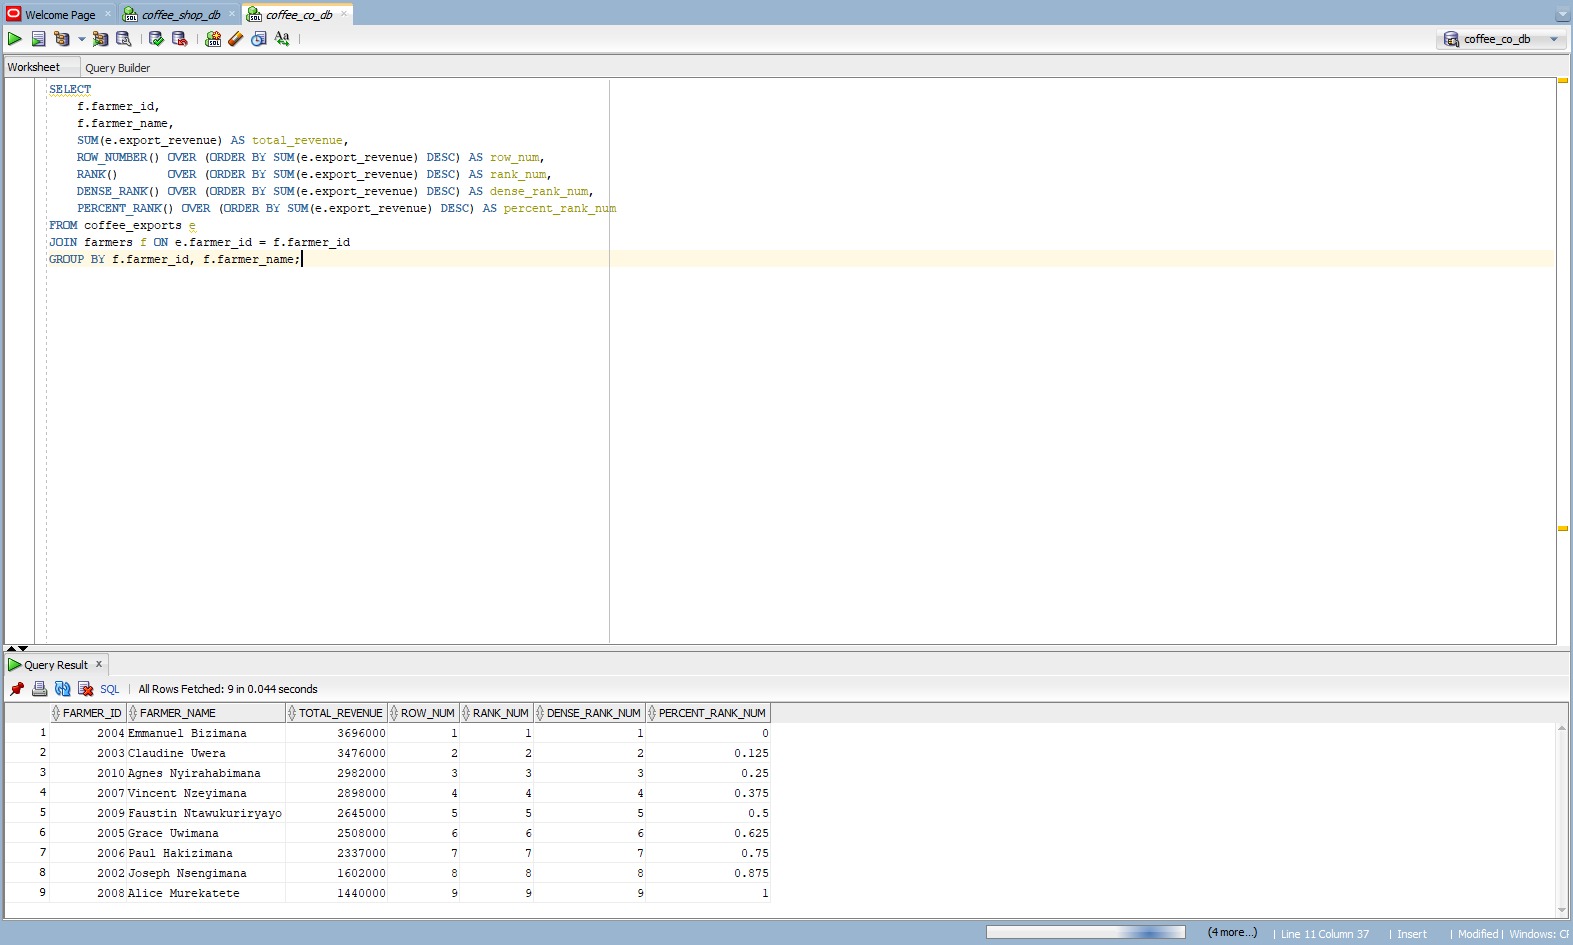 Welcome Page coffee_shop_db coffee_co_db
coffee_co_db
Worksheet Query Builder
SELECT
f.farmer_id,
f.farmer_name,
SUM(e.export_revenue) AS total_revenue,
ROW_NUMBER() OVER (ORDER BY SUM(e.export_revenue) DESC) AS row_num,
RANK() OVER (ORDER BY SUM(e.export_revenue) DESC) AS rank_num,
DENSE_RANK() OVER (ORDER BY SUM(e.export_revenue) DESC) AS dense_rank_num,
PERCENT_RANK() OVER (ORDER BY SUM(e.export_revenue) DESC) AS percent_rank_num
FROM coffee_exports e
JOIN farmers f ON e.farmer_id = f.farmer_id
GROUP BY f.farmer_id, f.farmer_name;
Query Result x
SQL | All Rows Fetched: 9 in 0.044 seconds
FARMER_ID FARMER_NAME TOTAL_REVENUE ROW_NUM RANK_NUM DENSE_RANK_NUM PERCENT_RANK_NUM
1 2004 Emmanuel Bizimana 3696000 1 1 1 0
2 2003 Claudine Uwera 3476000 2 2 2 0.125
3 2010 Agnes Nyirahabimana 2982000 3 3 3 0.25
4 2007 Vincent Nzeyimana 2898000 4 4 4 0.375
5 2009 Faustin Ntawukuriryayo 2645000 5 5 5 0.5
6 2005 Grace Uwimana 2508000 6 6 6 0.625
7 2006 Paul Hakizimana 2337000 7 7 7 0.75
8 2002 Joseph Nsengimana 1602000 8 8 8 0.875
9 2008 Alice Murekatete 1440000 9 9 9 1
(4 more...) | Line 11 Column 37 | Insert | Modified | Windows: